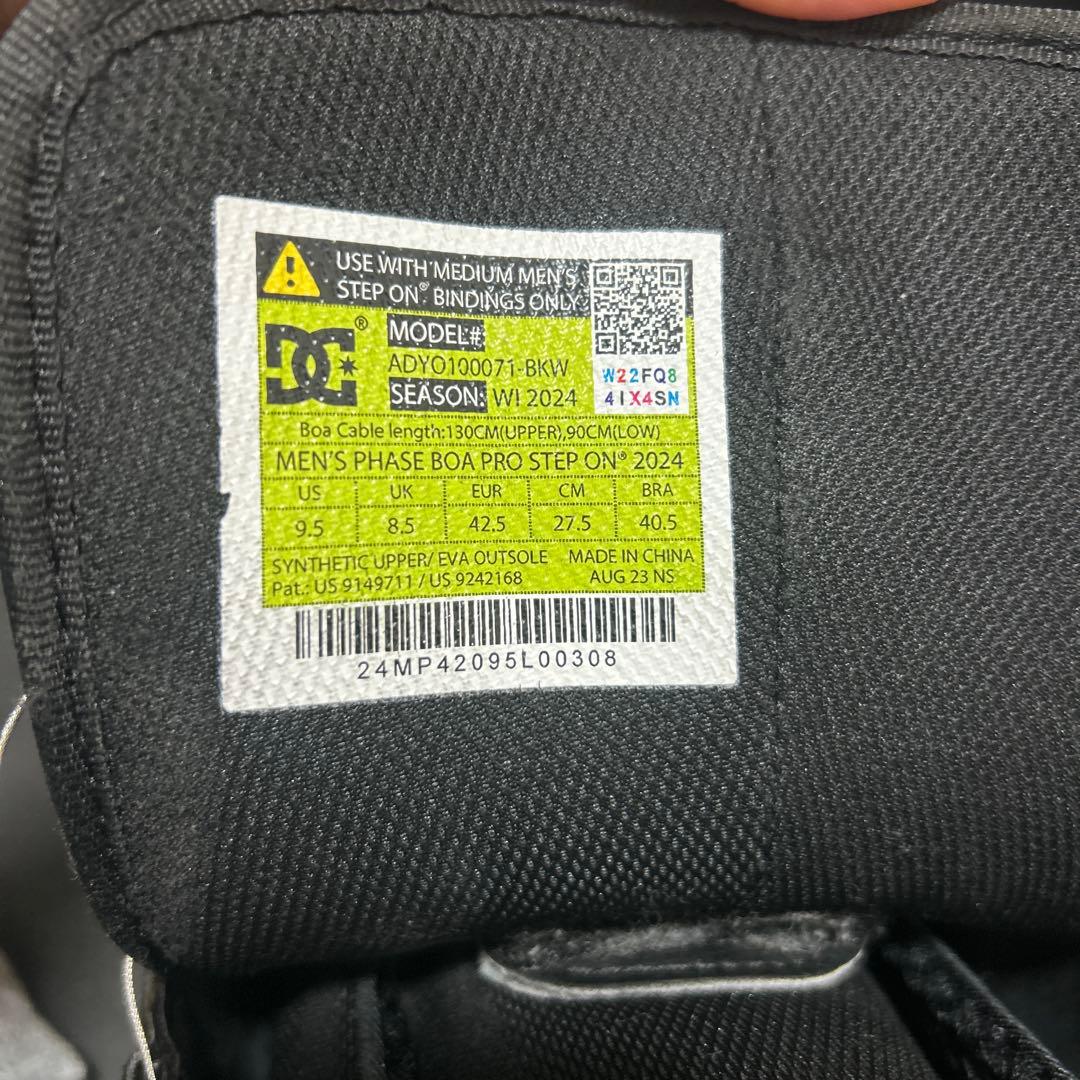 USE WITH MEDIUM MEN'S
STEP ON® BINDINGS ONLY
DC®
MODEL#:
ADYO100071-BKW
SEASON: WI 2024
W22FQ8
4IX4SN
Boa Cable length:130CM(UPPER),90CM(LOW)
MEN'S PHASE BOA PRO STEP ON® 2024
US UK EUR CM BRA
9.5 8.5 42.5 27.5 40.5
SYNTHETIC UPPER/ EVA OUTSOLE MADE IN CHINA
Pat.: US 9149711 / US 9242168 AUG 23 NS
24MP42095L00308